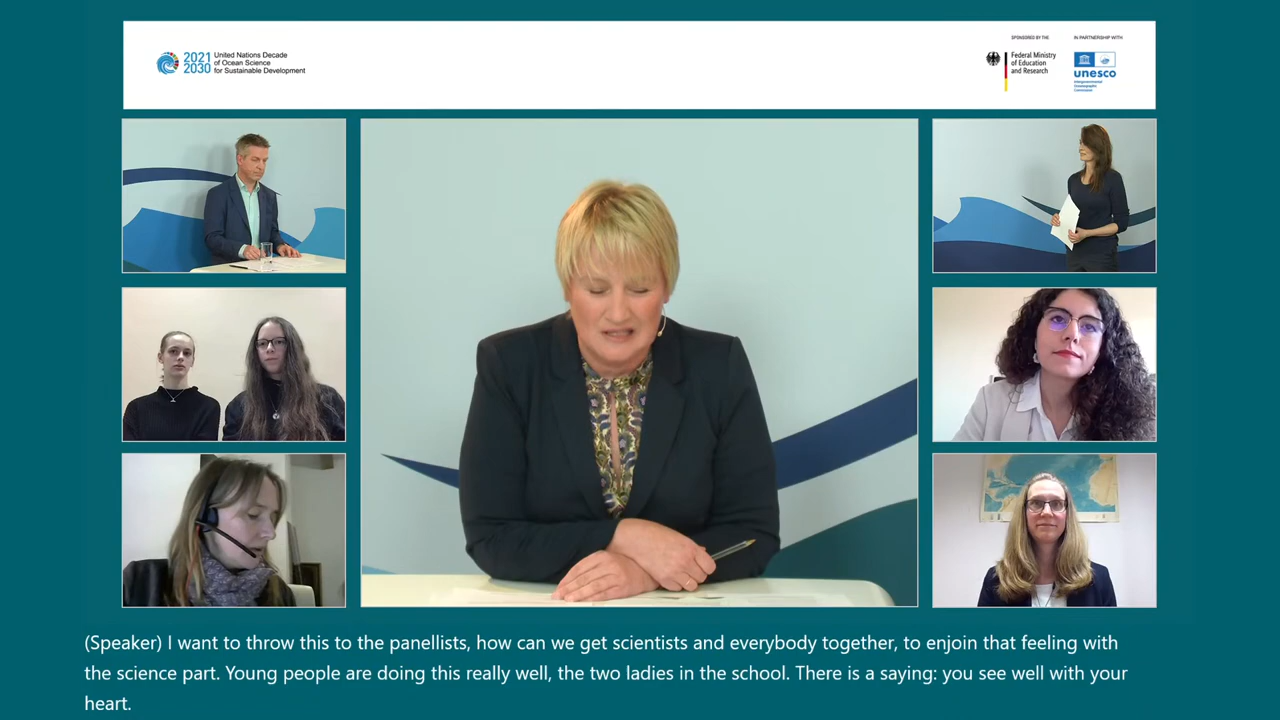 2021
2030
United Nations Decade
of Ocean Science
for Sustainable Development
SPONSORED BY THE
Federal Ministry
of Education
and Research
IN PARTNERSHIP WITH
unesco
Intergovernmental
Oceanographic
Commission
(Speaker) I want to throw this to the panellists, how can we get scientists and everybody together, to enjoin that feeling with
the science part. Young people are doing this really well, the two ladies in the school. There is a saying: you see well with your
heart.